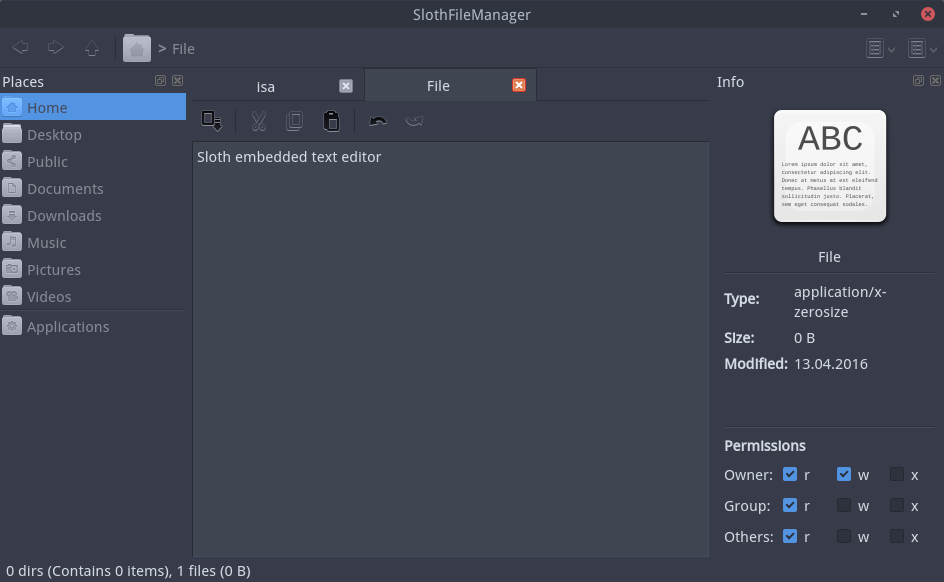 SlothFileManager
> File
Places
Home
Desktop
Public
Documents
Downloads
Music
Pictures
Videos
Applications
Isa
File
Sloth embedded text editor
Info
ABC
Lorem ipsum dolor sit amet,
consectetur adipiscing elit.
Donec at metus at est eleifend
tempus. Phasellus blandit
sollicitudin justo. Placerat,
sem eget consequat sodales.
File
Type: application/x-
zerosize
Size: 0 B
Modified: 13.04.2016
Permissions
Owner: r w x
Group: r w x
Others: r w x
0 dirs (Contains 0 items), 1 files (0 B)